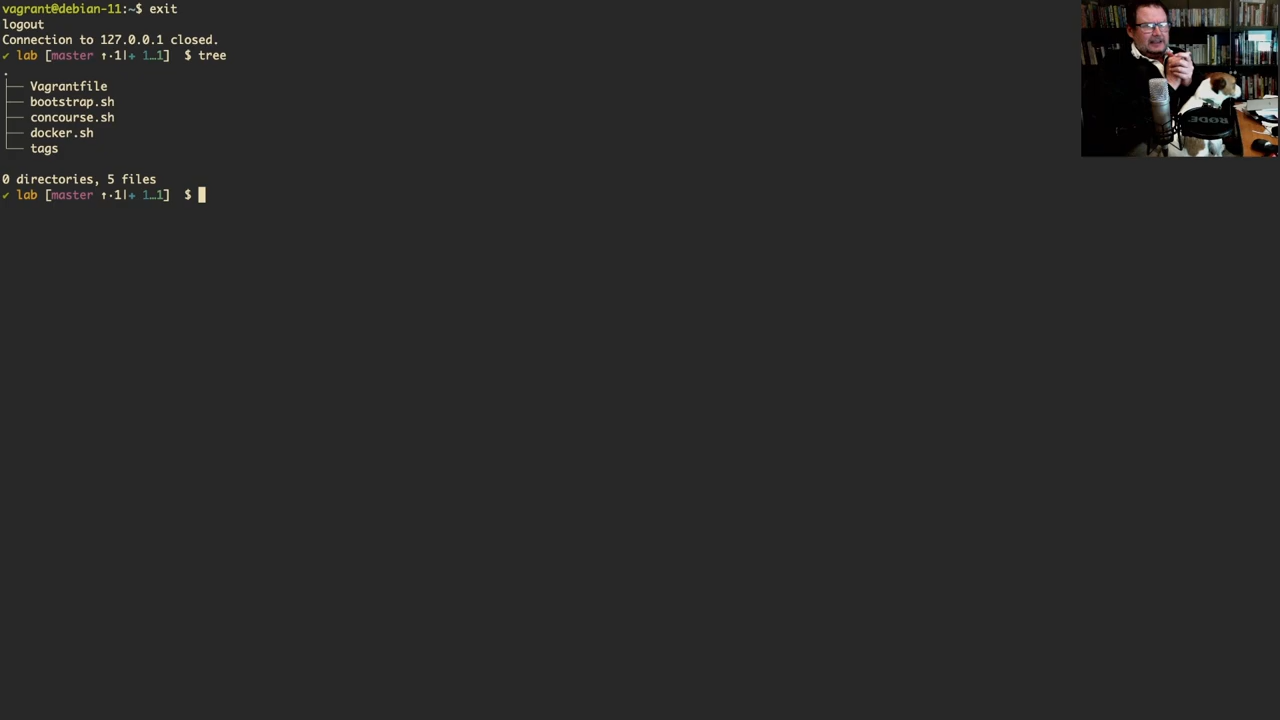 vagrant@debian-11:~$ exit
logout
Connection to 127.0.0.1 closed.
✔ lab [master ↑·1|✚ 1…1]  $ tree
.
├── Vagrantfile
├── bootstrap.sh
├── concourse.sh
├── docker.sh
└── tags
0 directories, 5 files
✔ lab [master ↑·1|✚ 1…1]  $
RODE